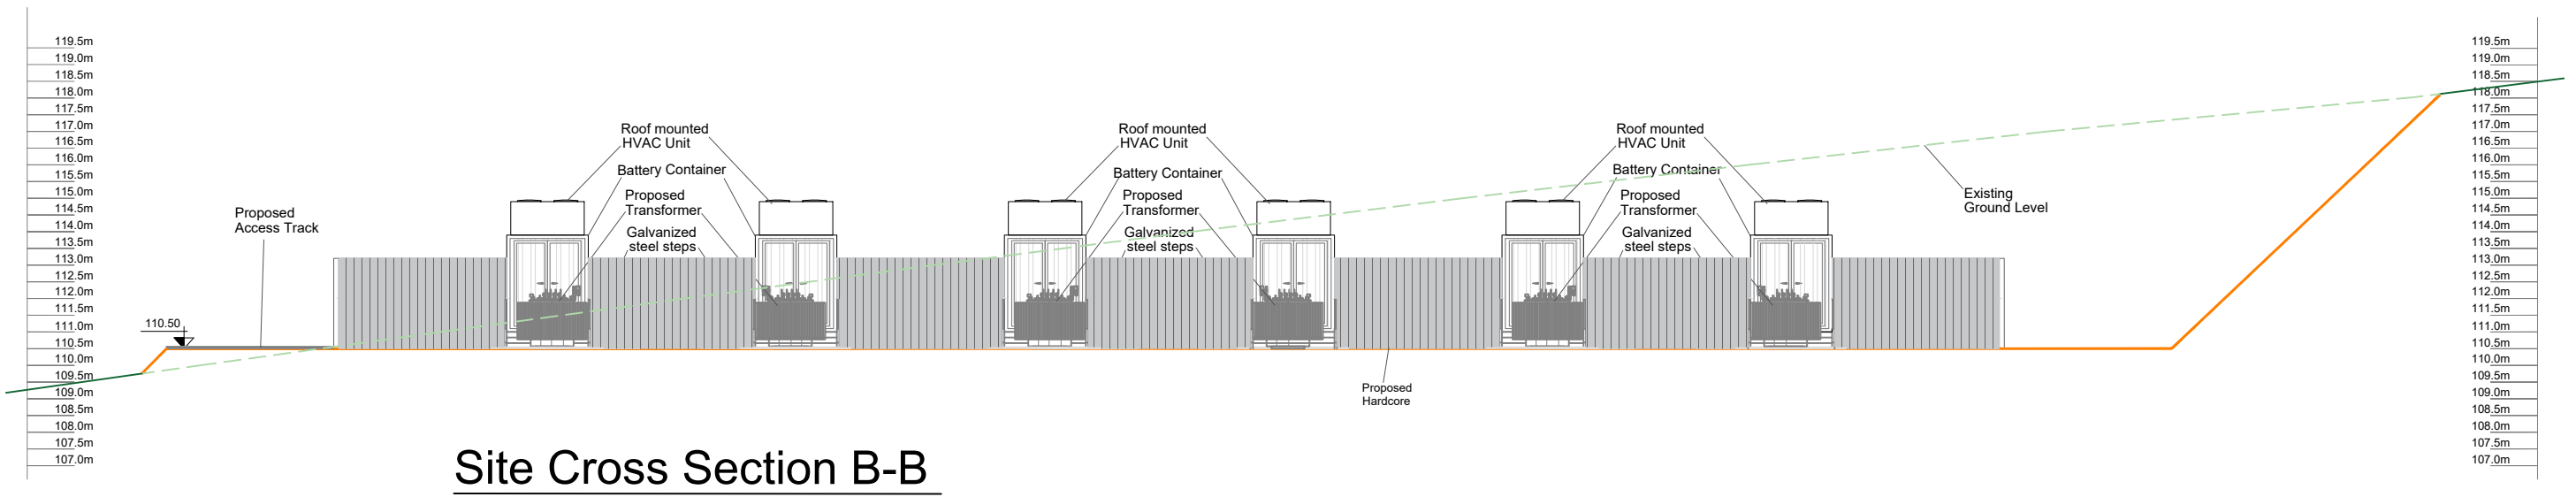 119.5m
119.0m
118.5m
118.0m
117.5m
117.0m
116.5m
116.0m
115.5m
115.0m
114.5m
114.0m
113.5m
113.0m
112.5m
112.0m
111.5m
111.0m
110.5m
110.0m
109.5m
109.0m
108.5m
108.0m
107.5m
107.0m
110.50
Proposed
Access Track
Roof mounted
HVAC Unit
Battery Container
Proposed
Transformer
Galvanized
steel steps
Roof mounted
HVAC Unit
Battery Container
Proposed
Transformer
Galvanized
steel steps
Roof mounted
HVAC Unit
Battery Container
Proposed
Transformer
Galvanized
steel steps
Existing
Ground Level
Proposed
Hardcore
119.5m
119.0m
118.5m
118.0m
117.5m
117.0m
116.5m
116.0m
115.5m
115.0m
114.5m
114.0m
113.5m
113.0m
112.5m
112.0m
111.5m
111.0m
110.5m
110.0m
109.5m
109.0m
108.5m
108.0m
107.5m
107.0m
Site Cross Section B-B